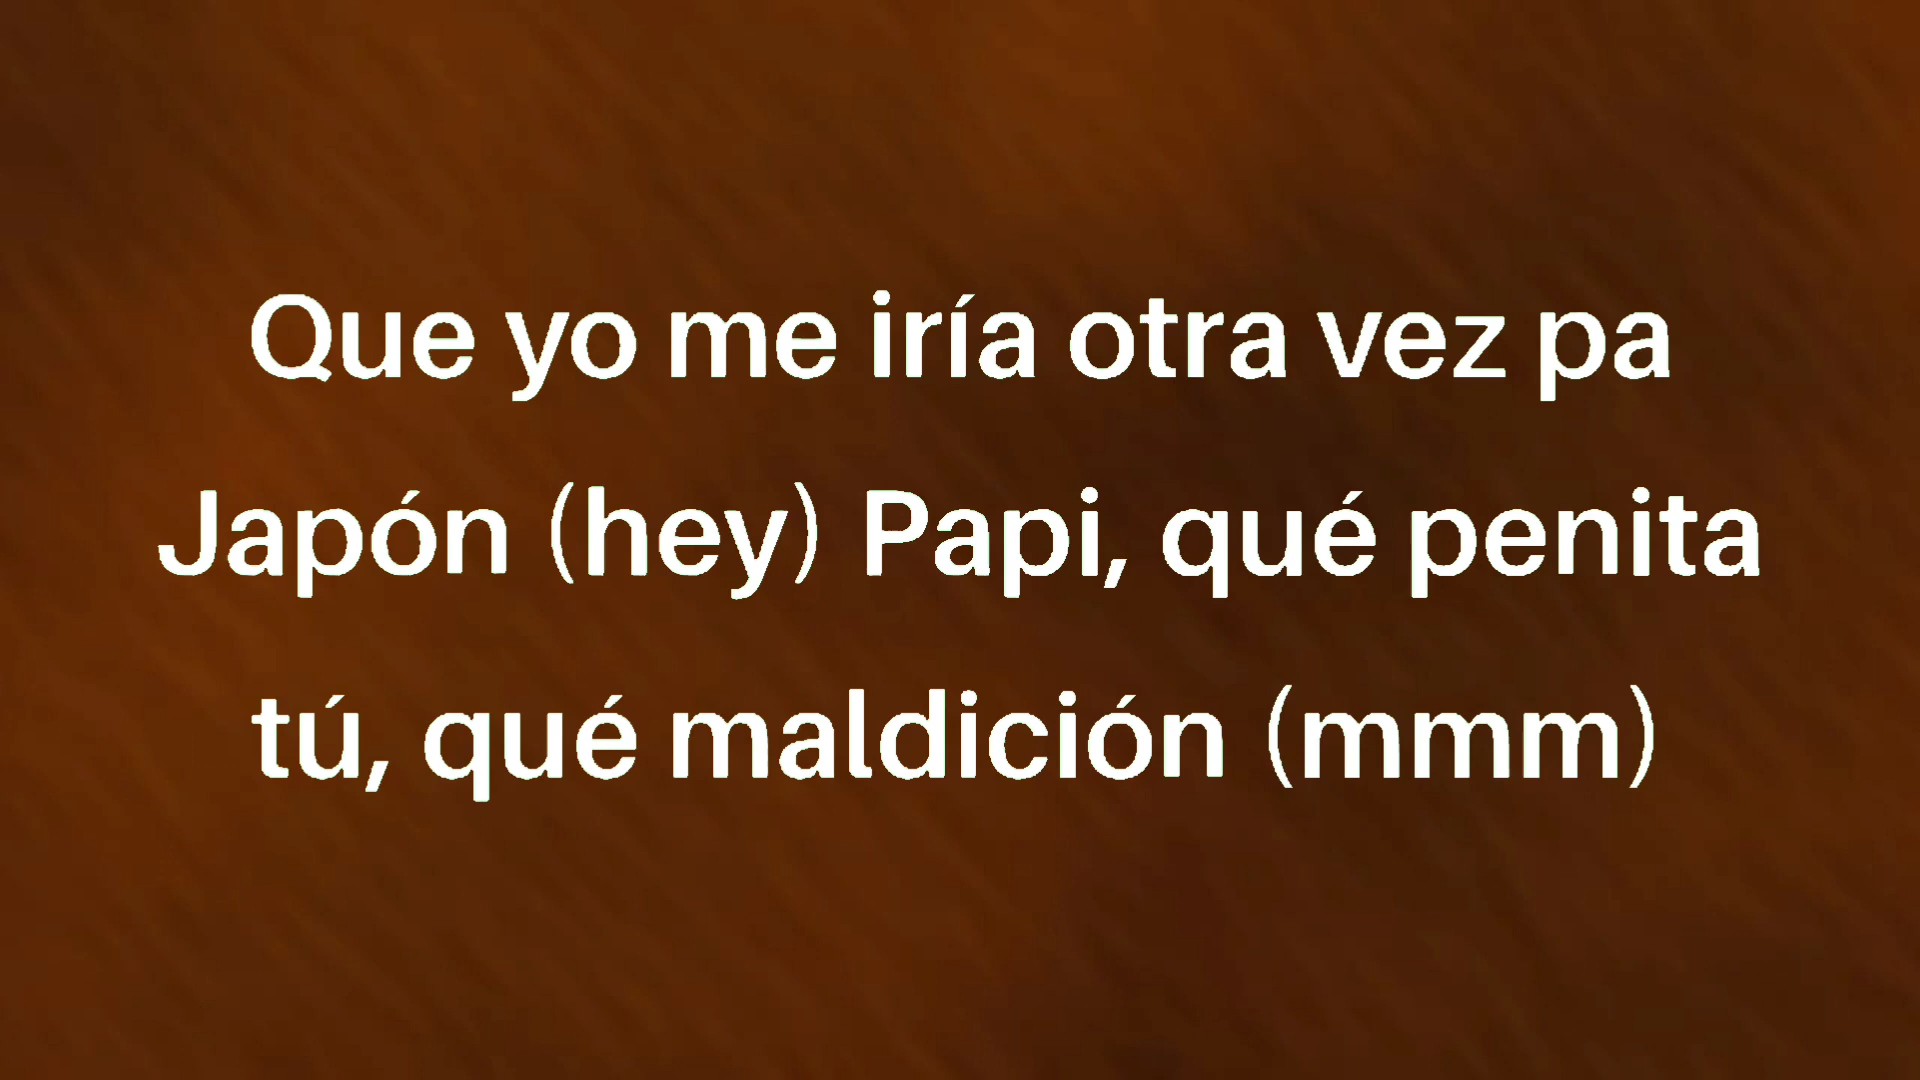 Que yo me iría otra vez pa
Japón (hey) Papi, qué penita
tú, qué maldición (mmm)